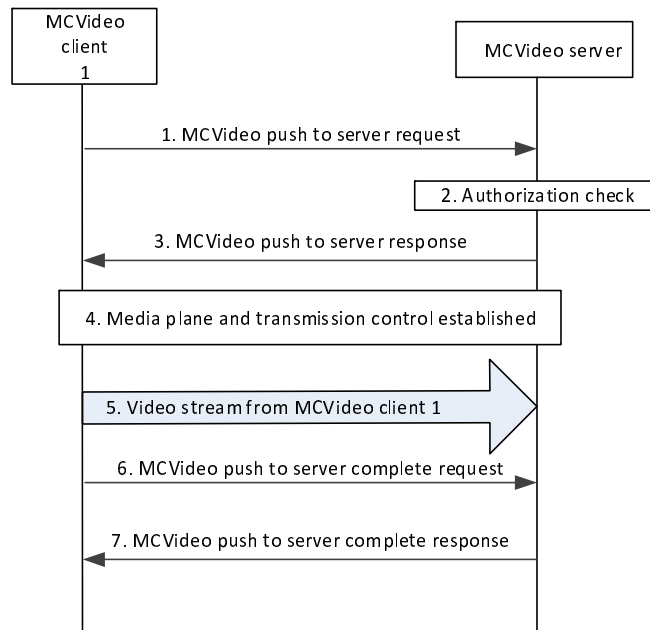 MCVideo
client
1
MCVideo server
1. MCVideo push to server request
2. Authorization check
3. MCVideo push to server response
4. Media plane and transmission control established
5. Video stream from MCVideo client 1
6. MCVideo push to server complete request
7. MCVideo push to server complete response